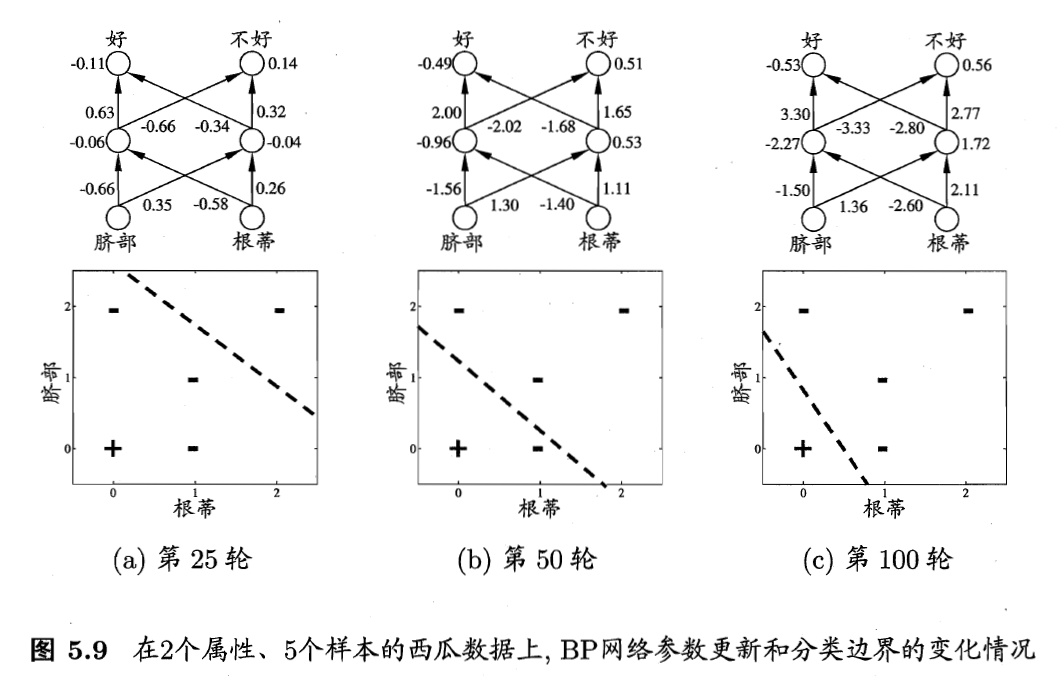 好 不好 好 不好 好 不好
-0.11 0.14 -0.49 0.51 -0.53 0.56
0.63 0.32 2.00 1.65 3.30 2.77
-0.66 -0.34 -2.02 -1.68 -3.33 -2.80
-0.06 -0.04 -0.96 0.53 -2.27 1.72
-0.66 0.26 -1.56 1.11 -1.50 2.11
0.35 -0.58 1.30 -1.40 1.36 -2.60
脐部 根蒂 脐部 根蒂 脐部 根蒂
2 2 2
1 1 1
脐部 脐部 脐部
0 0 0
0 1 2 0 1 2 0 1 2
根蒂 根蒂 根蒂
(a) 第 25 轮 (b) 第 50 轮 (c) 第 100 轮
图 5.9 在2个属性、5个样本的西瓜数据上, BP网络参数更新和分类边界的变化情况